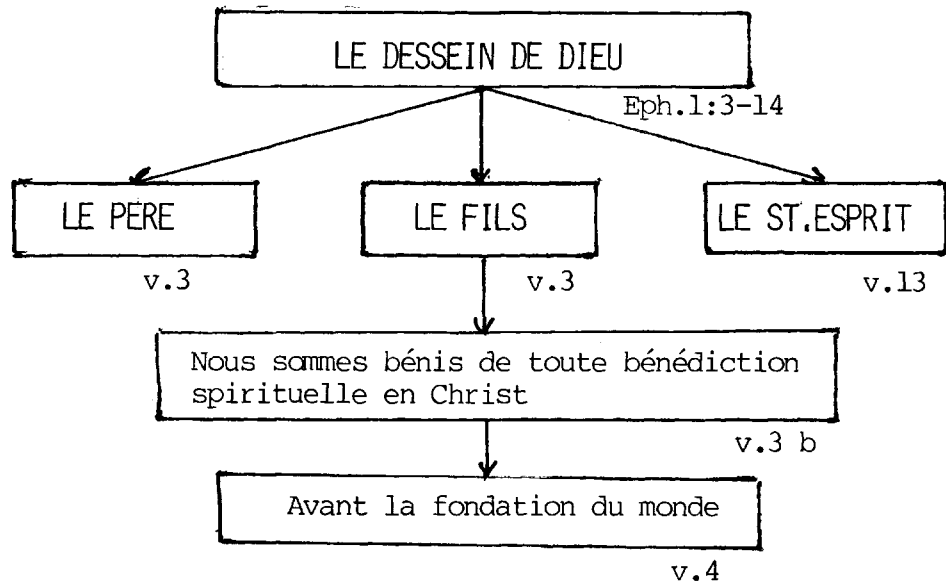 LE DESSEIN DE DIEU
Eph.1:3-14
LE PERE
LE FILS
LE ST.ESPRIT
v.3
v.3
v.13
Nous sommes bénis de toute bénédiction
spirituelle en Christ
v.3 b
Avant la fondation du monde
v.4